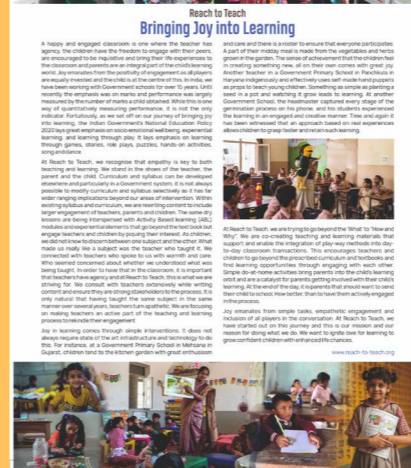 Reach to Teach
Bringing Joy into Learning
A happy and engaged classroom is one where the teacher has
agency, the children have the freedom to engage with their peers,
are encouraged to be inquisitive and bring their life experiences to
the classroom and parents are an integral part of the child's learning
world. Joy emanates from the positivity of engagement as all players
are equally invested and the child is at the centre of this. In India, we
have been working with Government schools for over 15 years. Until
recently the emphasis was on marks and performance was largely
measured by the number of marks a child obtained. While this is one
way of quantitatively measuring performance, it is not the only
indicator. Fortuitously, as we set off on our journey of bringing joy
into learning, the Indian Government's National Education Policy
2020 lays great emphasis on socio-emotional well being, experiential
learning, and learning through play. It lays emphasis on learning
through games, stories, role plays, puzzles, hands-on activities,
song and dance.
At Reach to Teach, we recognise that empathy is key to both
teaching and learning. We stand in the shoes of the teacher, the
parent and the child. Curriculum and syllabus can be developed
elsewhere and particularly in a Government system, it is not always
possible to modify curriculum and syllabus selectively as it has far
wider ranging implications beyond our areas of intervention. Within
existing syllabus and curriculum, we are rewriting content to include
larger engagement of teachers, parents and children. The some dry
lessons are being interspersed with Activity Based Learning (ABL)
modules and experimental elements that go beyond the text book but
engage teachers and children by piquing their interest. As children,
we did not know to discern between one subject and the other. What
made us really like a subject was the teacher who taught it. We
connected with teachers who spoke to us with warmth and care.
Who seemed concerned about whether we understood what was
being taught. In order to have that in the classroom, it is important
that teachers have agency and at Reach to Teach, this is what we are
striving for. We consult with teachers extensively while writing
content and ensure they are strong stakeholders to the process. It is
only natural that having taught the same subject in the same
manner over several years, teachers turn apathetic. We are focusing
on making teachers an active part of the teaching and learning
process to rekindle their engagement
Joy in learning comes through simple interventions. It does not
always require state of the art infrastructure and technology to do
this. For instance, at a Government Primary School in Mehsana in
Gujarat, children tend to the kitchen garden with great enthusiasm
and care and there is a roster to ensure that everyone participates.
A part of their midday meal is made from the vegetables and herbs
grown in the garden. The sense of achievement that the children feel
in creating something new, all on their own comes with great joy.
Another teacher in a Government Primary School in Panchkula in
Haryana indigenously and effectively uses self-made hand puppets
as props to teach young children. Something as simple as planting a
seed in a pot and watching it grow leads to learning. At another
Government School, the headmaster captured every stage of the
germination process on his phone, and his students experienced
the learning in an engaged and creative manner. Time and again it
has been witnessed that an approach based on real experiences
allows children to grasp faster and retain such learning.
At Reach to Teach, we are trying to go beyond the 'What' to "How and
Why". We are co-creating teaching and learning materials that
support and enable the integration of play-way methods into day-
to-day classroom transactions. This encourages teachers and
children to go beyond the prescribed curriculum and textbooks and
find learning opportunities through engaging with each other.
Simple do-at-home activities bring parents into the child's learning
orbit and are a catalyst for parents getting involved with their child's
learning. At the end of the day, it is parents that should want to send
their child to school. How better, than to have them actively engaged
in the process.
Joy emanates from simple tasks, empathetic engagement and
inclusion of all players in the conversation. At Reach to Teach, we
have started out on this journey and this is our mission and our
reason for doing what we do. We want to ignite love for learning to
grow confident children with enhanced life chances.
www.reach-to-teach.org